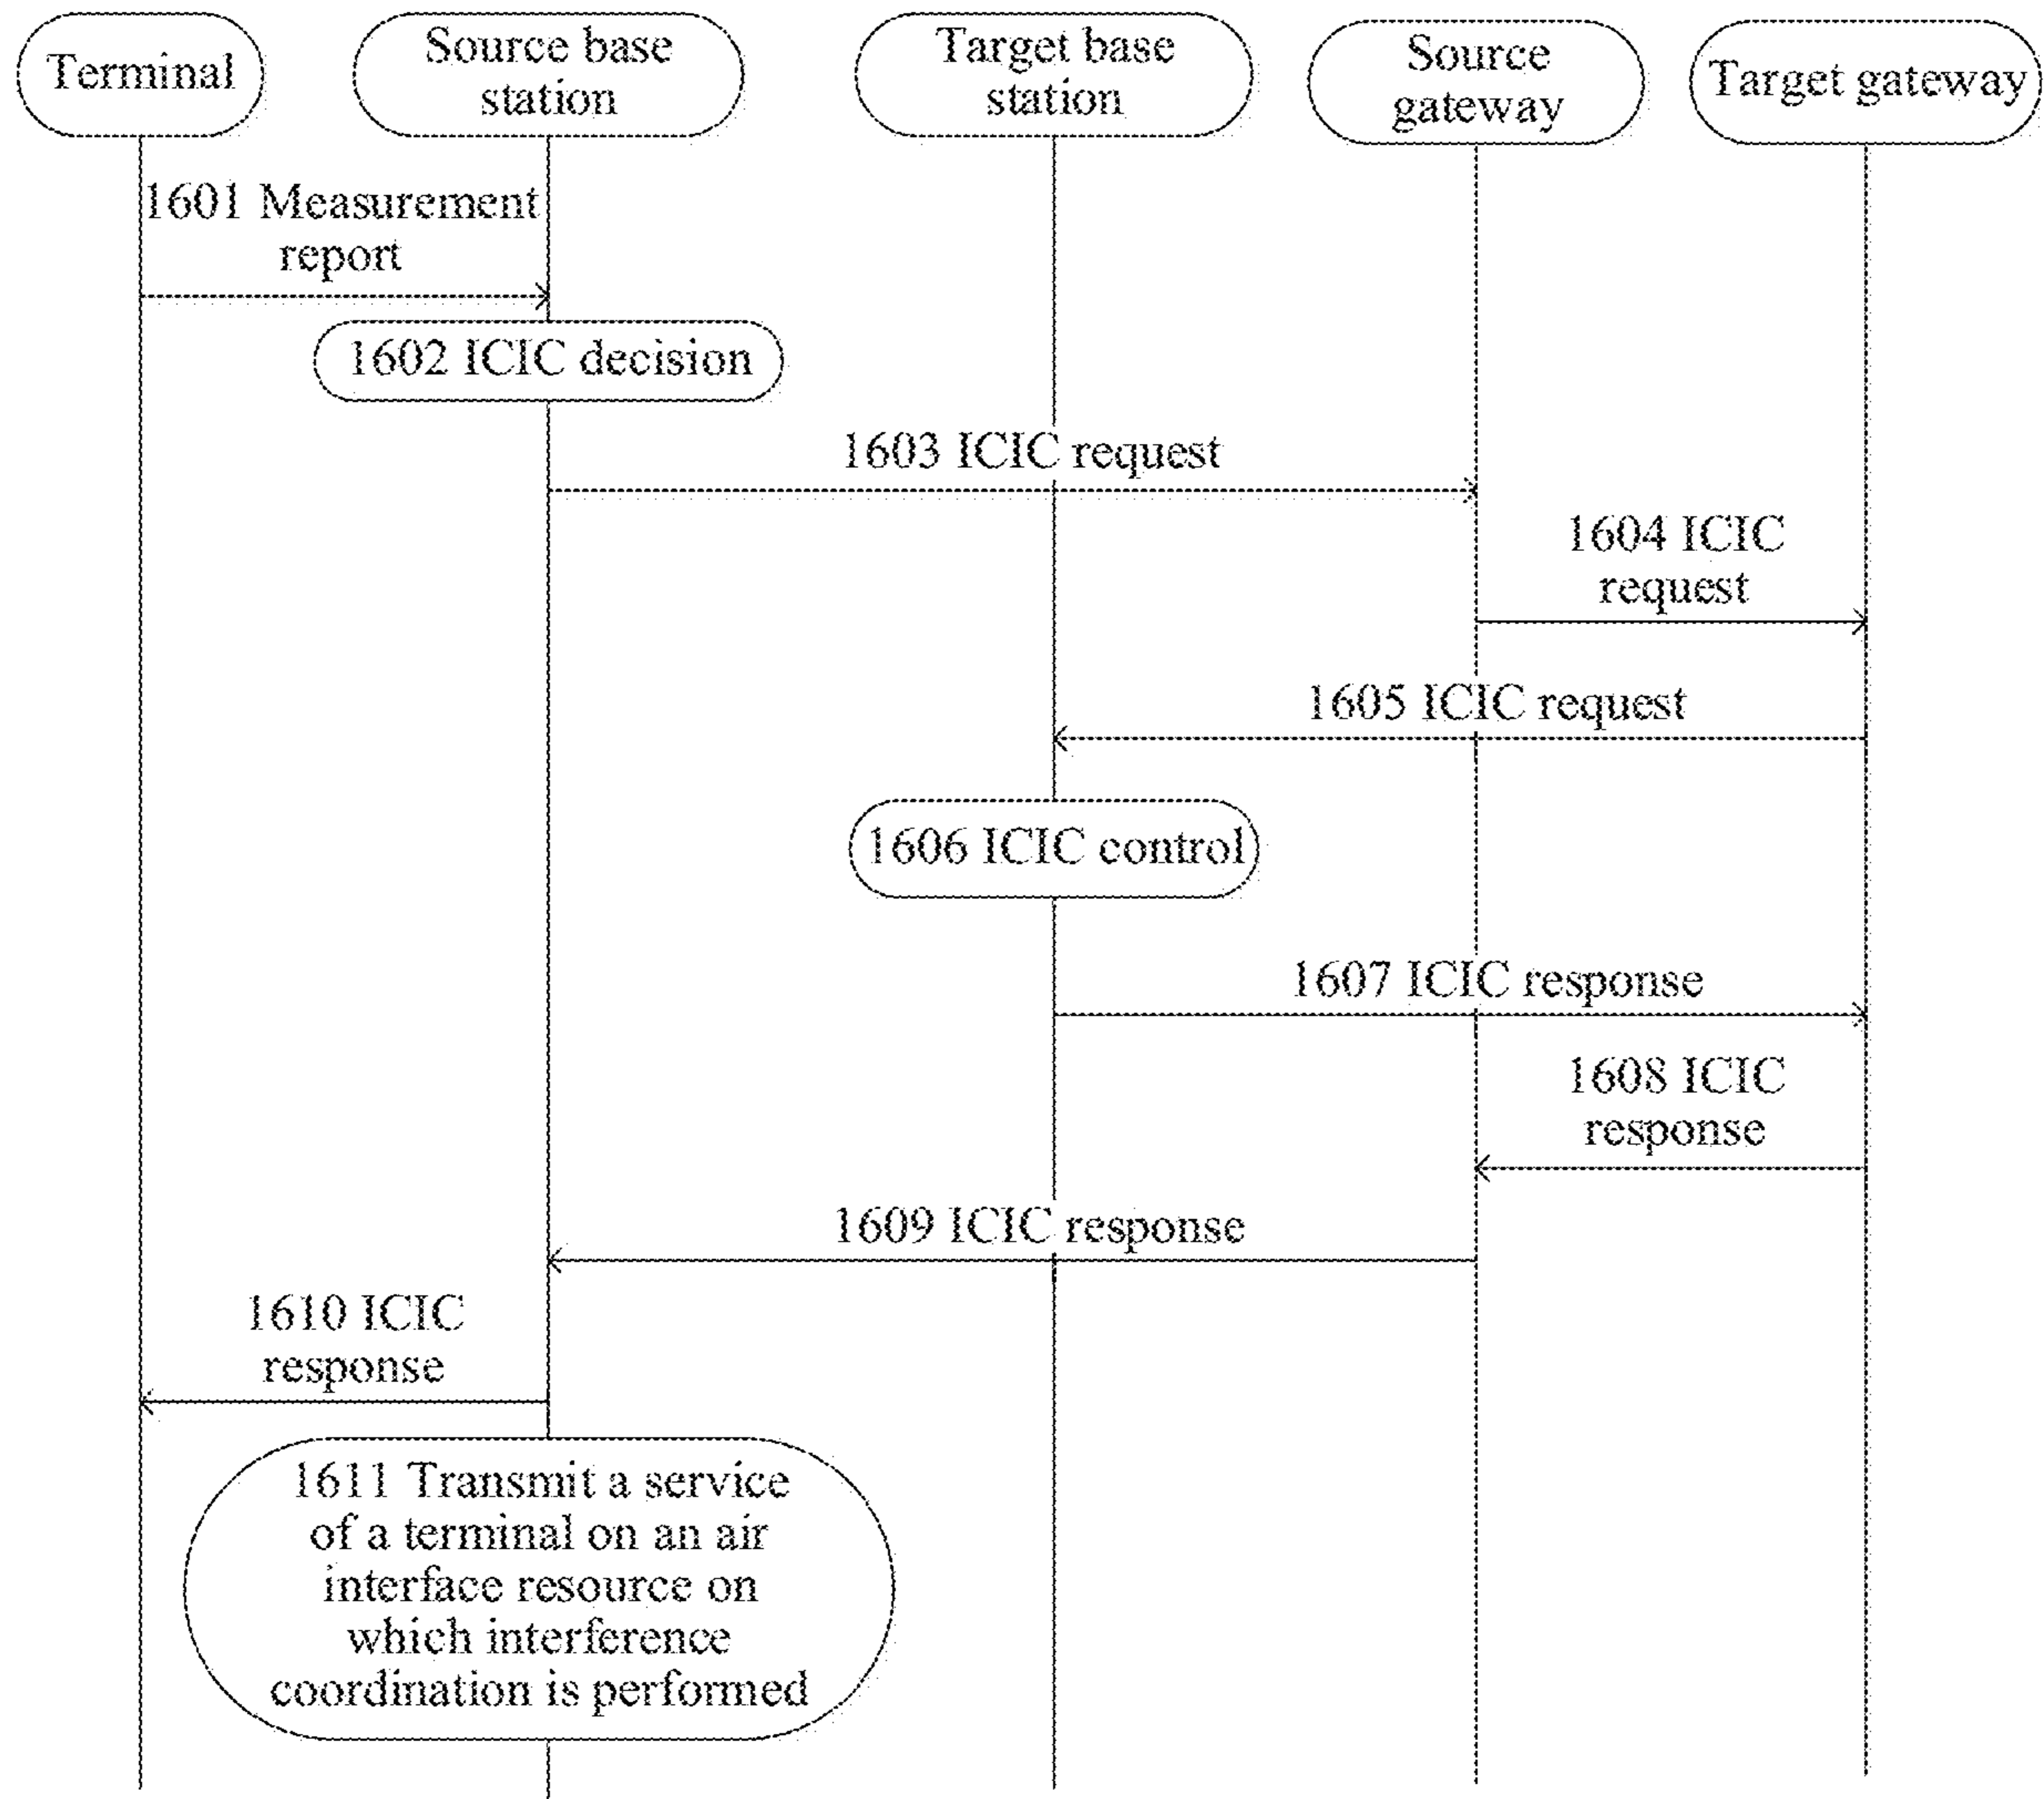 Terminal
Source base
station
Target base
station
Source
gateway
Target gateway
1601 Measurement
report
1602 ICIC decision
1603 ICIC request
1604 ICIC
request
1605 ICIC request
1606 ICIC control
1607 ICIC response
1608 ICIC
response
1609 ICIC response
1610 ICIC
response
1611 Transmit a service
of a terminal on an air
interface resource on
which interference
coordination is performed